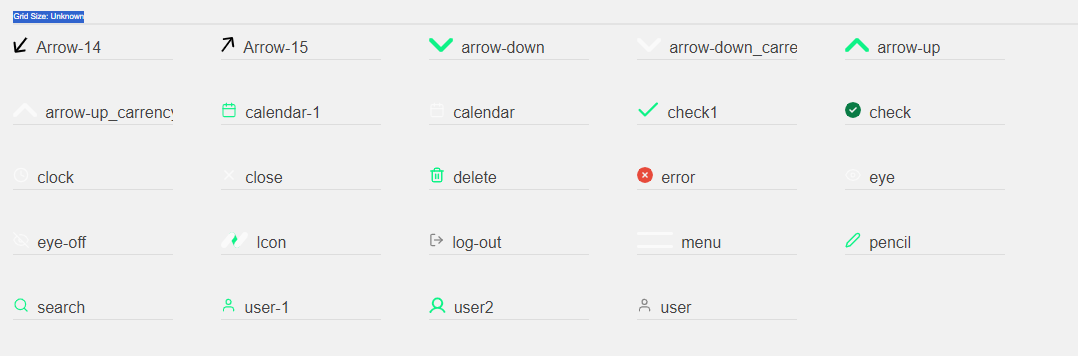 Grid Size: Unknown
Arrow-14
Arrow-15
arrow-down
arrow-down_carre
arrow-up
arrow-up_carrency
calendar-1
calendar
check1
check
clock
close
delete
error
eye
eye-off
Icon
log-out
menu
pencil
search
user-1
user2
user